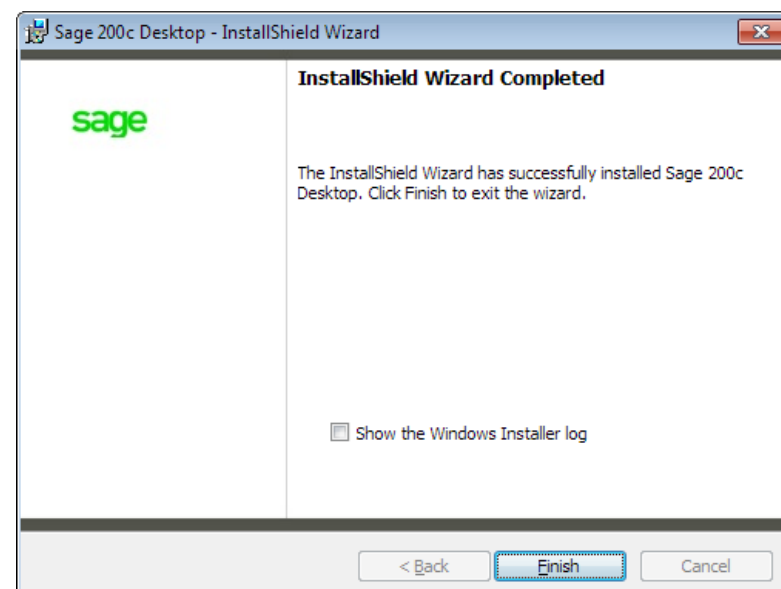 Sage 200c Desktop - InstallShield Wizard
InstallShield Wizard Completed
sage
The InstallShield Wizard has successfully installed Sage 200c
Desktop. Click Finish to exit the wizard.
Show the Windows Installer log
< Back Finish Cancel